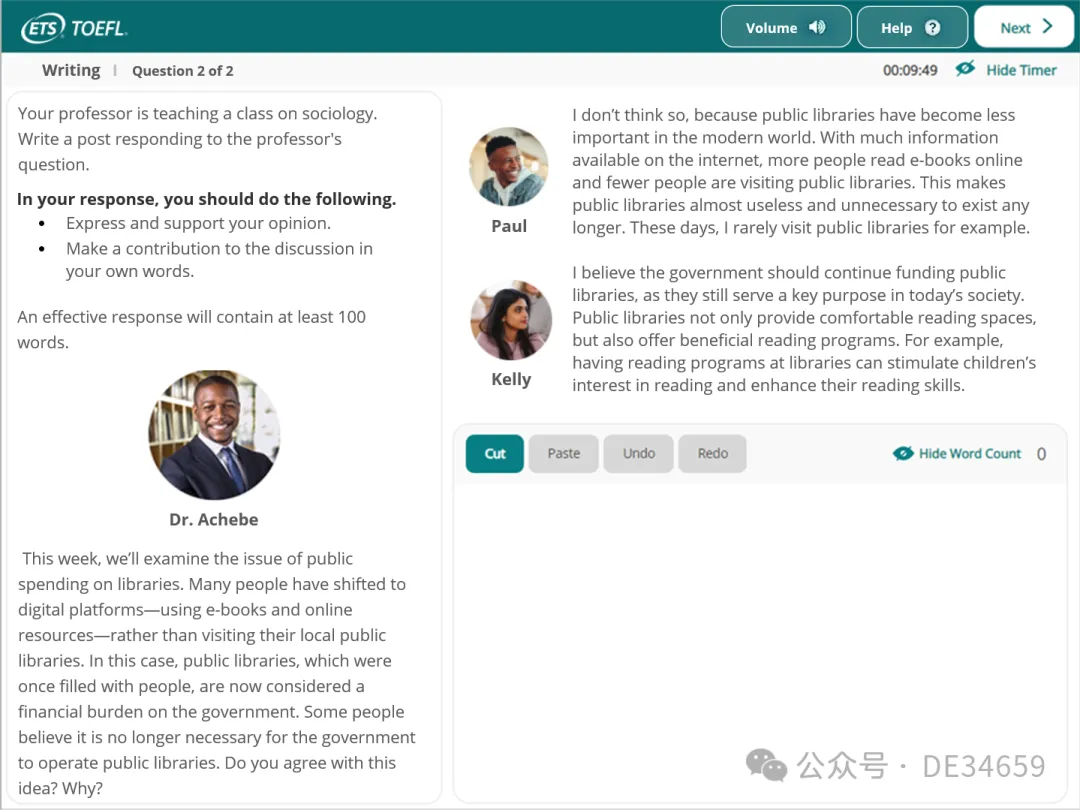 ETS TOEFL.
Volume
Help
Next
Writing | Question 2 of 2
00:09:49 Hide Timer
Your professor is teaching a class on sociology.
Write a post responding to the professor's
question.
In your response, you should do the following.
• Express and support your opinion.
• Make a contribution to the discussion in
your own words.
An effective response will contain at least 100
words.
Dr. Achebe
This week, we’ll examine the issue of public
spending on libraries. Many people have shifted to
digital platforms—using e-books and online
resources—rather than visiting their local public
libraries. In this case, public libraries, which were
once filled with people, are now considered a
financial burden on the government. Some people
believe it is no longer necessary for the government
to operate public libraries. Do you agree with this
idea? Why?
Paul
I don’t think so, because public libraries have become less
important in the modern world. With much information
available on the internet, more people read e-books online
and fewer people are visiting public libraries. This makes
public libraries almost useless and unnecessary to exist any
longer. These days, I rarely visit public libraries for example.
Kelly
I believe the government should continue funding public
libraries, as they still serve a key purpose in today’s society.
Public libraries not only provide comfortable reading spaces,
but also offer beneficial reading programs. For example,
having reading programs at libraries can stimulate children’s
interest in reading and enhance their reading skills.
Cut
Paste
Undo
Redo
Hide Word Count 0
公众号 · DE34659